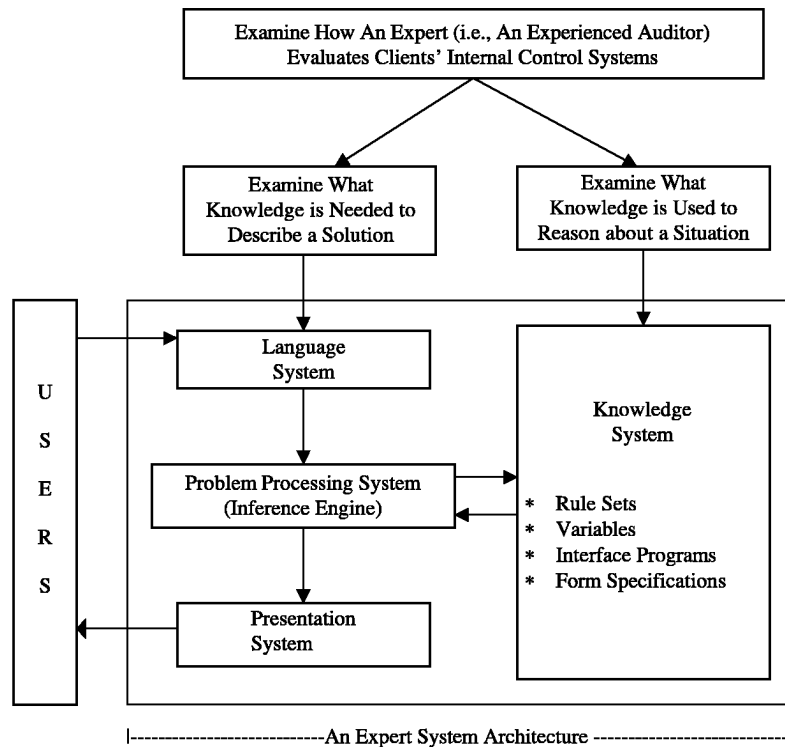 Examine How An Expert (i.e., An Experienced Auditor)
Evaluates Clients' Internal Control Systems
Examine What
Knowledge is Needed to
Describe a Solution
Examine What
Knowledge is Used to
Reason about a Situation
U
S
E
R
S
Language
System
Problem Processing System
(Inference Engine)
Presentation
System
Knowledge
System
* Rule Sets
* Variables
* Interface Programs
* Form Specifications
|-----------------------An Expert System Architecture -----------------------